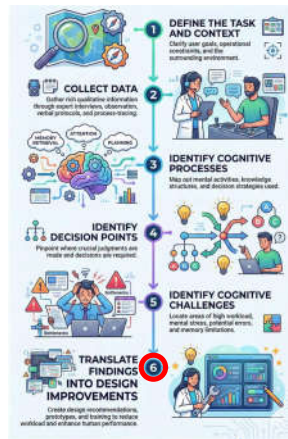 1
DEFINE THE TASK
AND CONTEXT
Clarify user goals, operational
constraints, and the
surrounding environment.
2
COLLECT DATA
Gather rich qualitative information
through expert interviews, observation,
verbal protocols, and process-tracing.
MEMORY
RETRIEVAL
ATTENTION
PLANNING
3
IDENTIFY COGNITIVE
PROCESSES
Map out mental activities, knowledge
structures, and decision strategies used.
4
IDENTIFY
DECISION POINTS
Pinpoint where crucial judgments are
made and decisions are required.
5
IDENTIFY COGNITIVE
CHALLENGES
Locate areas of high workload,
mental stress, potential errors,
and memory limitations.
6
TRANSLATE
FINDINGS
INTO DESIGN
IMPROVEMENTS
Create design recommendations,
prototypes, and training to reduce
workload and enhance human performance.